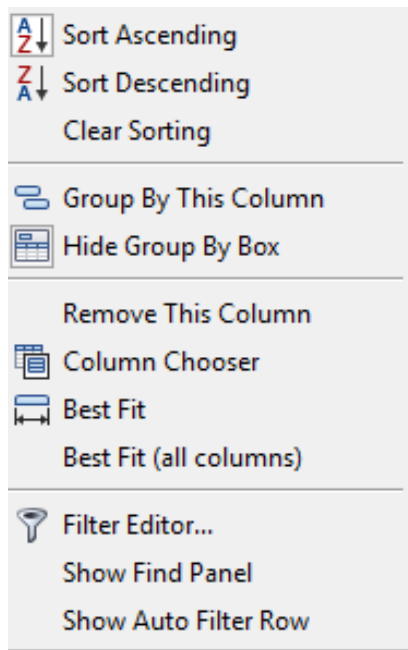 Sort Ascending
Sort Descending
Clear Sorting
Group By This Column
Hide Group By Box
Remove This Column
Column Chooser
Best Fit
Best Fit (all columns)
Filter Editor...
Show Find Panel
Show Auto Filter Row